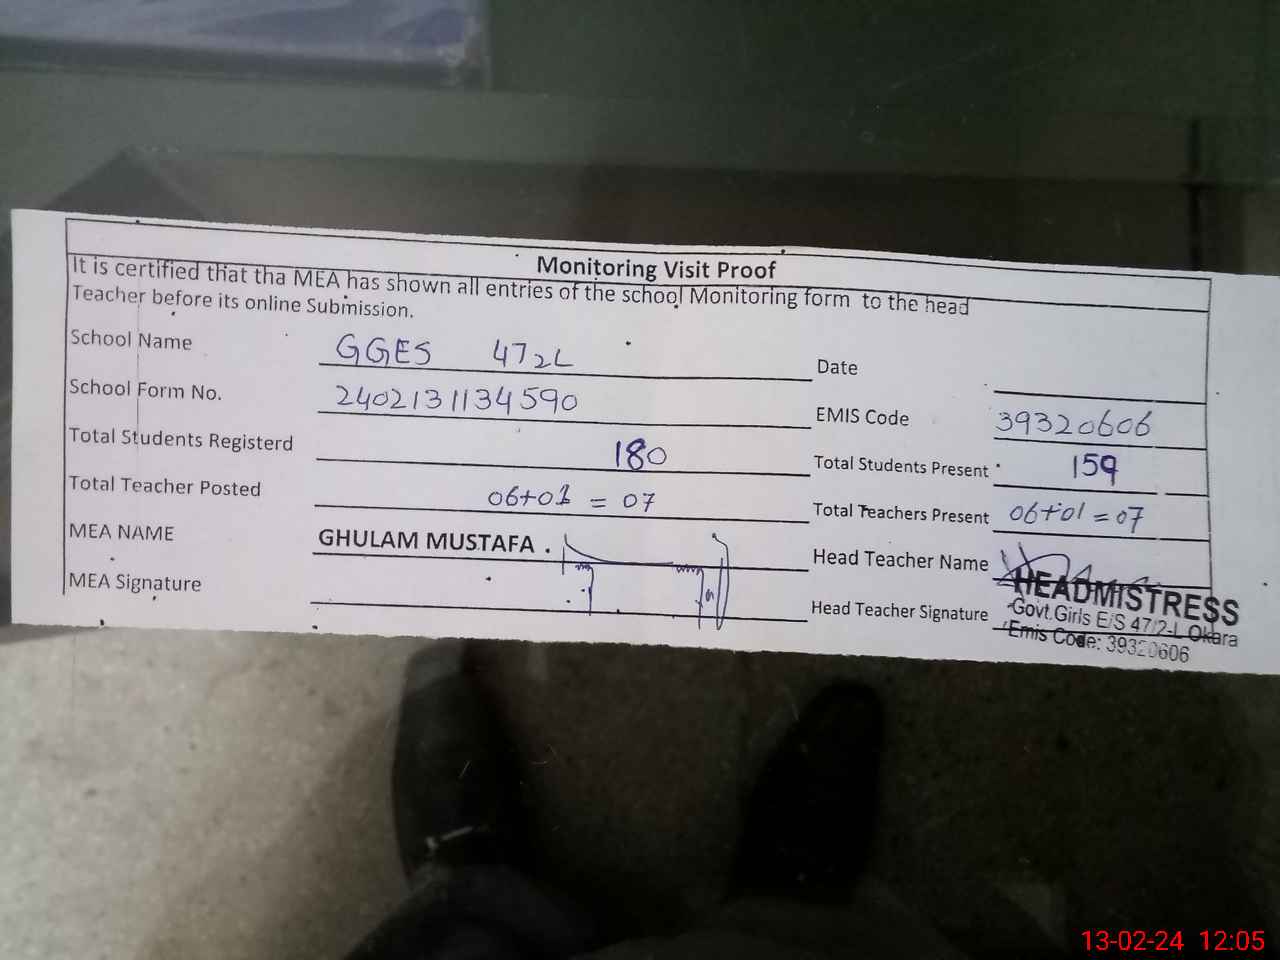 Monitoring Visit Proof
It is certified that tha MEA has shown all entries of the school Monitoring form to the head
Teacher before its online Submission.
School Name GGES 47 2L Date
School Form No. 2402131134590 EMIS Code 39320606
Total Students Registerd 180 Total Students Present 159
Total Teacher Posted 06+01 = 07 Total Teachers Present 06+01 = 07
MEA NAME GHULAM MUSTAFA . Head Teacher Name
MEA Signature Head Teacher Signature
HEADMISTRESS
Govt.Girls E/S 47/2-L Okara
Emis Code: 39320606
13-02-24 12:05